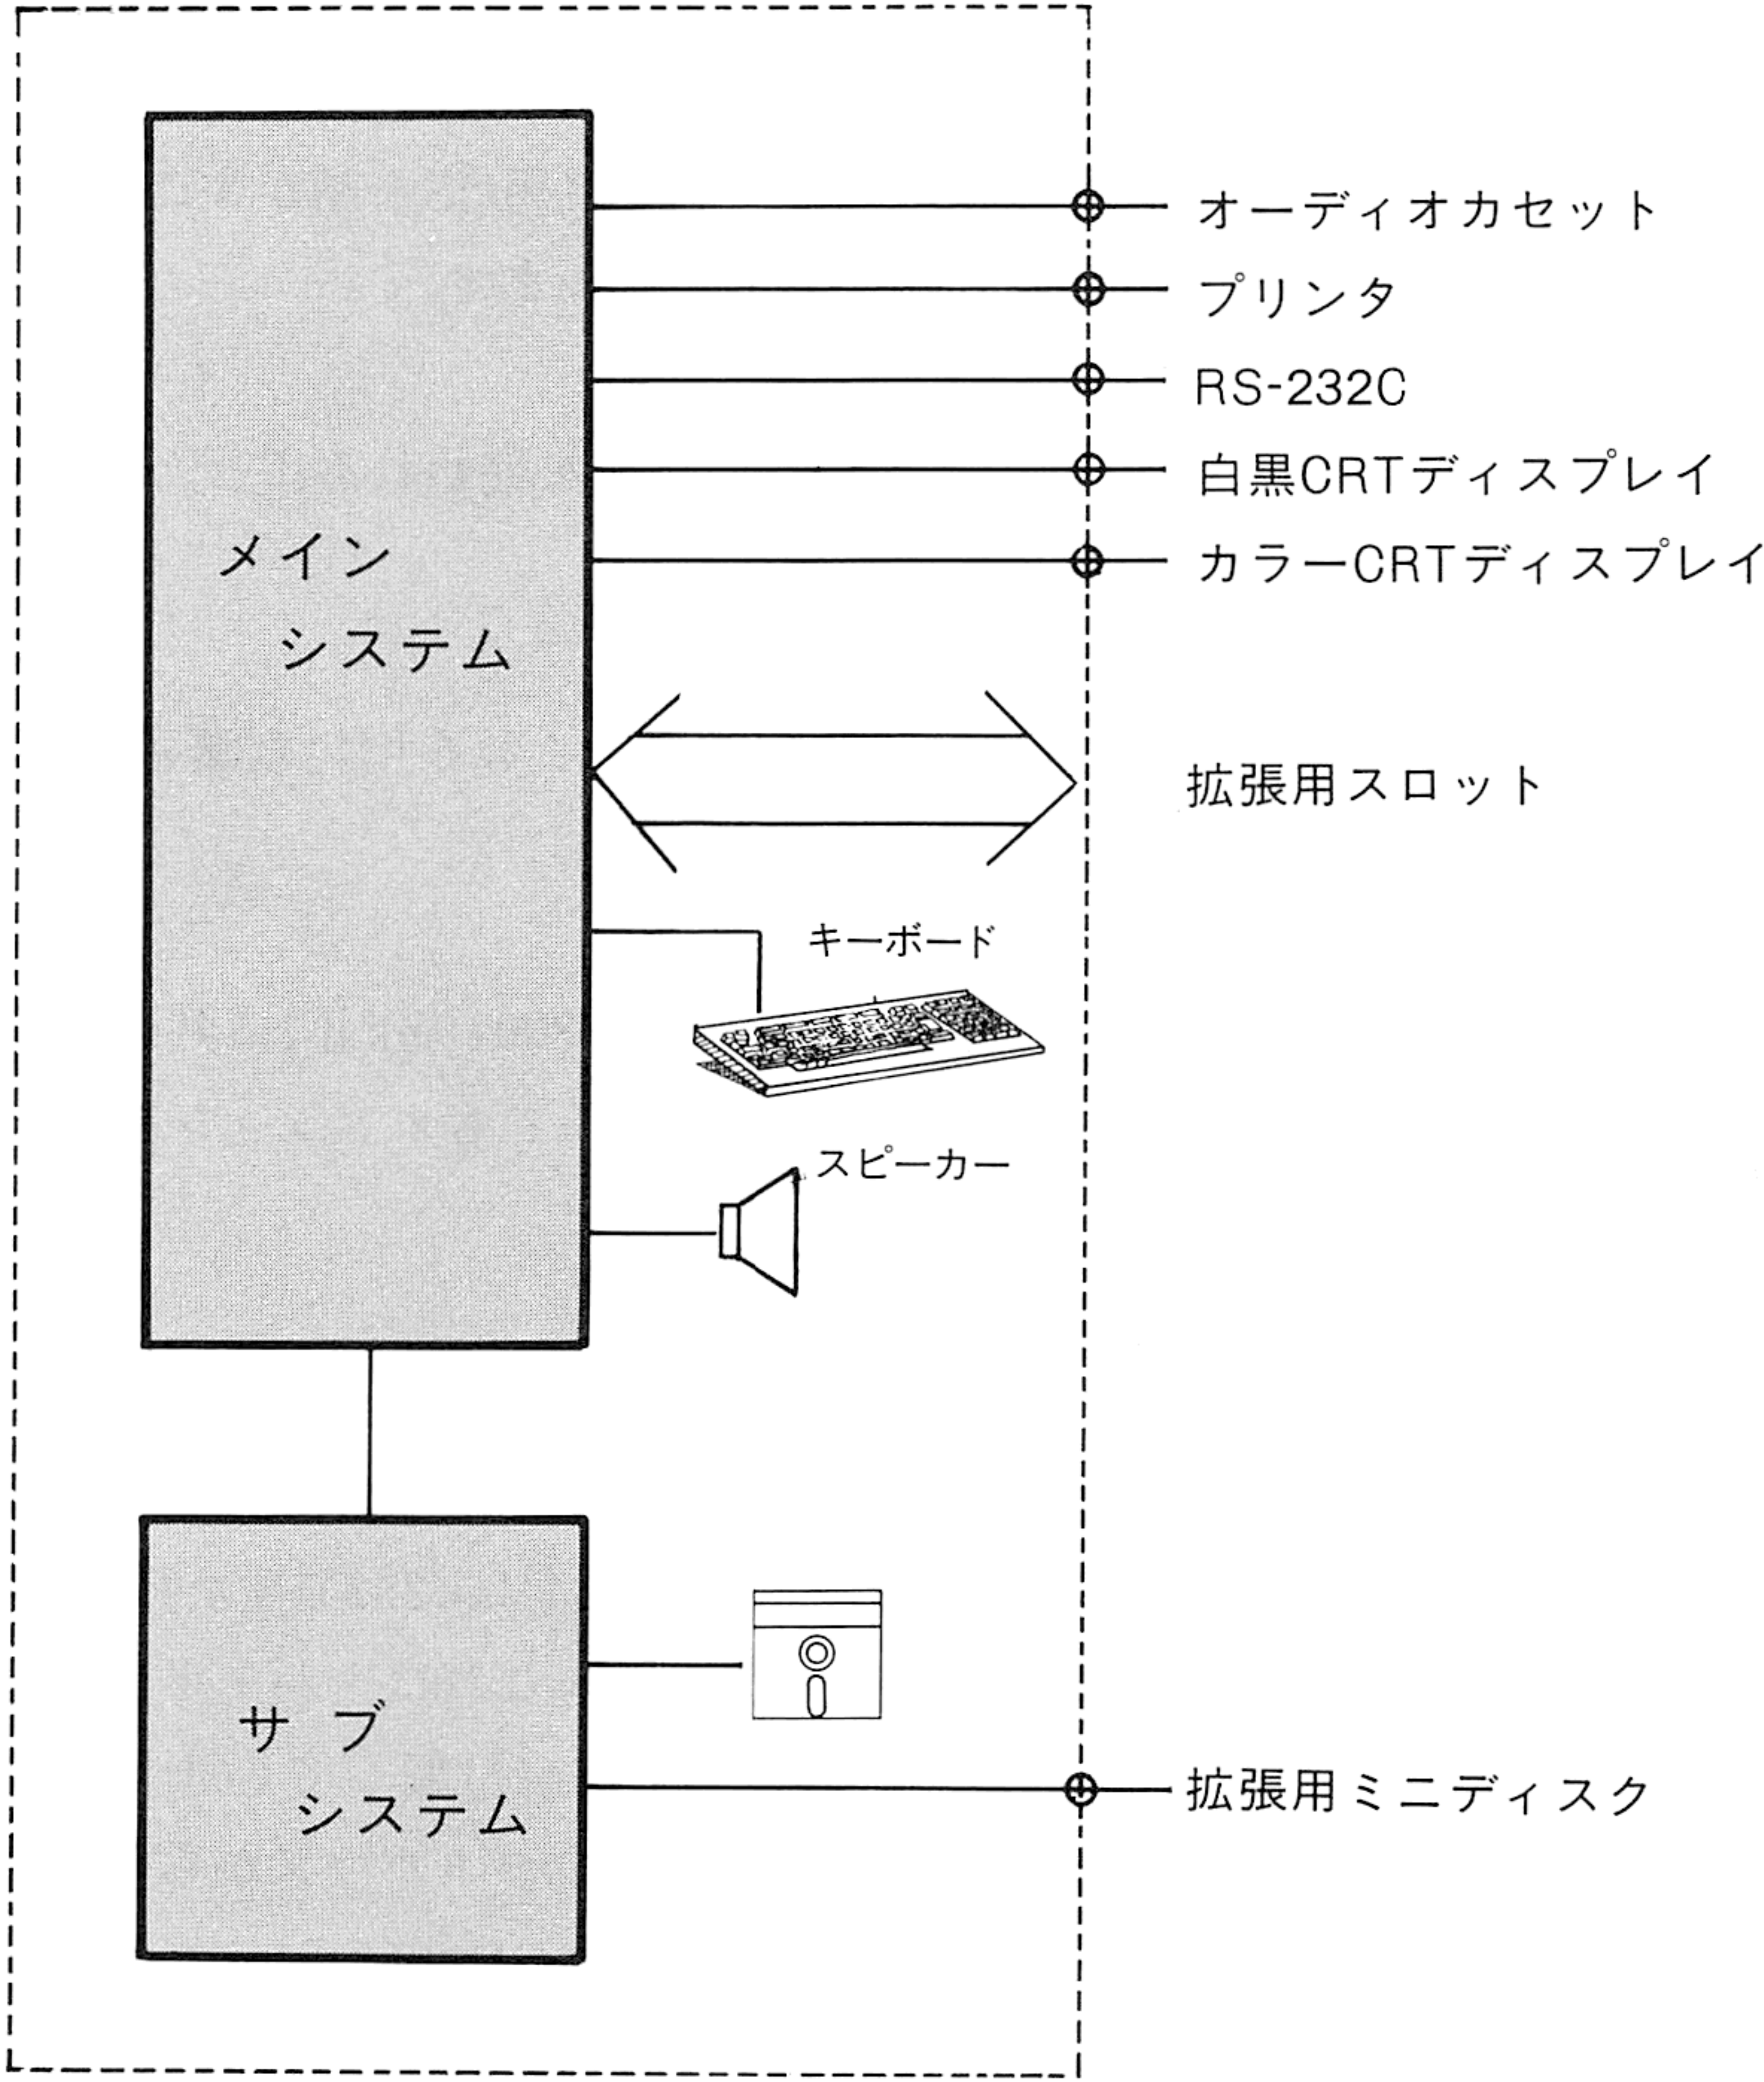 オーディオカセット
プリンタ
RS-232C
白黒CRTディスプレイ
カラーCRTディスプレイ
メイン
システム
拡張用スロット
キーボード
スピーカー
サブ
システム
拡張用ミニディスク